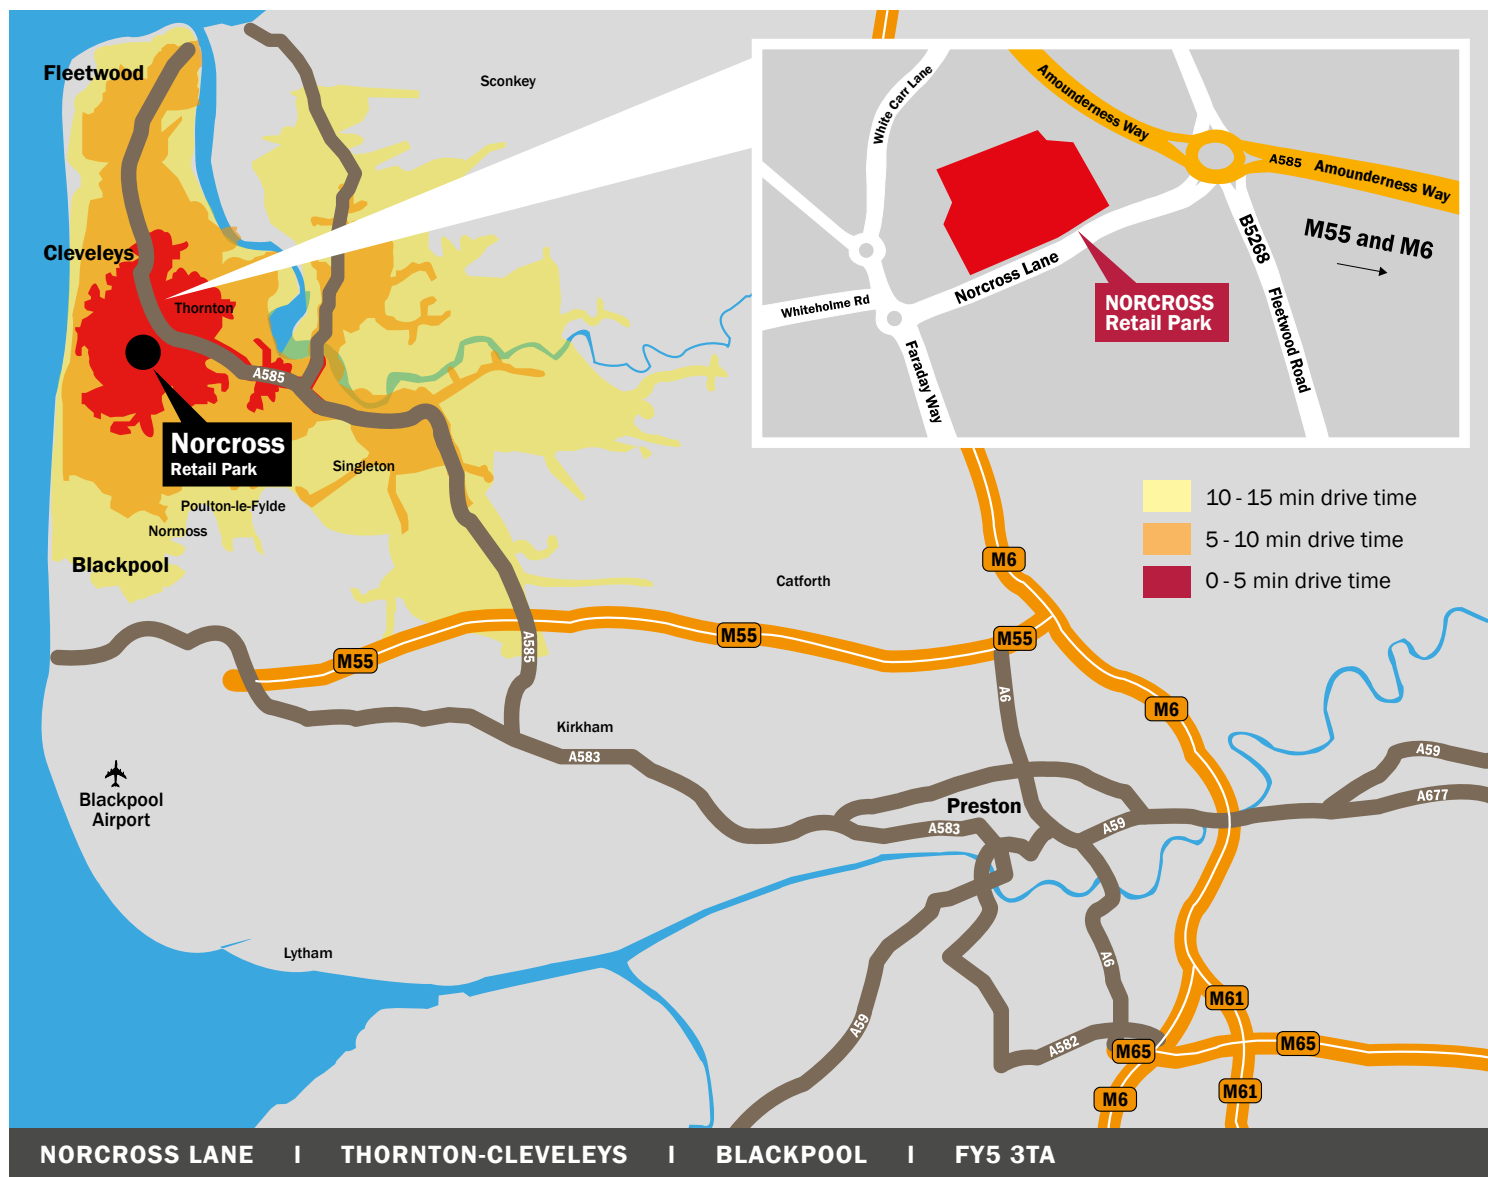 Fleetwood
Sconkey
Cleveleys
Thornton
A585
Norcross
Retail Park
Singleton
Poulton-le-Fylde
Normoss
Blackpool
White Carr Lane
Amounderness Way
A585 Amounderness Way
M55 and M6
B5268 Fleetwood Road
Norcross Lane
NORCROSS
Retail Park
Whiteholme Rd
Faraday Way
10 - 15 min drive time
5 - 10 min drive time
0 - 5 min drive time
M6
Catforth
M55
M55
M55
A585
A6
M6
Kirkham
A583
A59
A677
Blackpool
Airport
Preston
A583
A59
Lytham
A6
A59
A582
M61
M65
M65
M61
M6
NORCROSS LANE I THORNTON-CLEVELEYS I BLACKPOOL I FY5 3TA